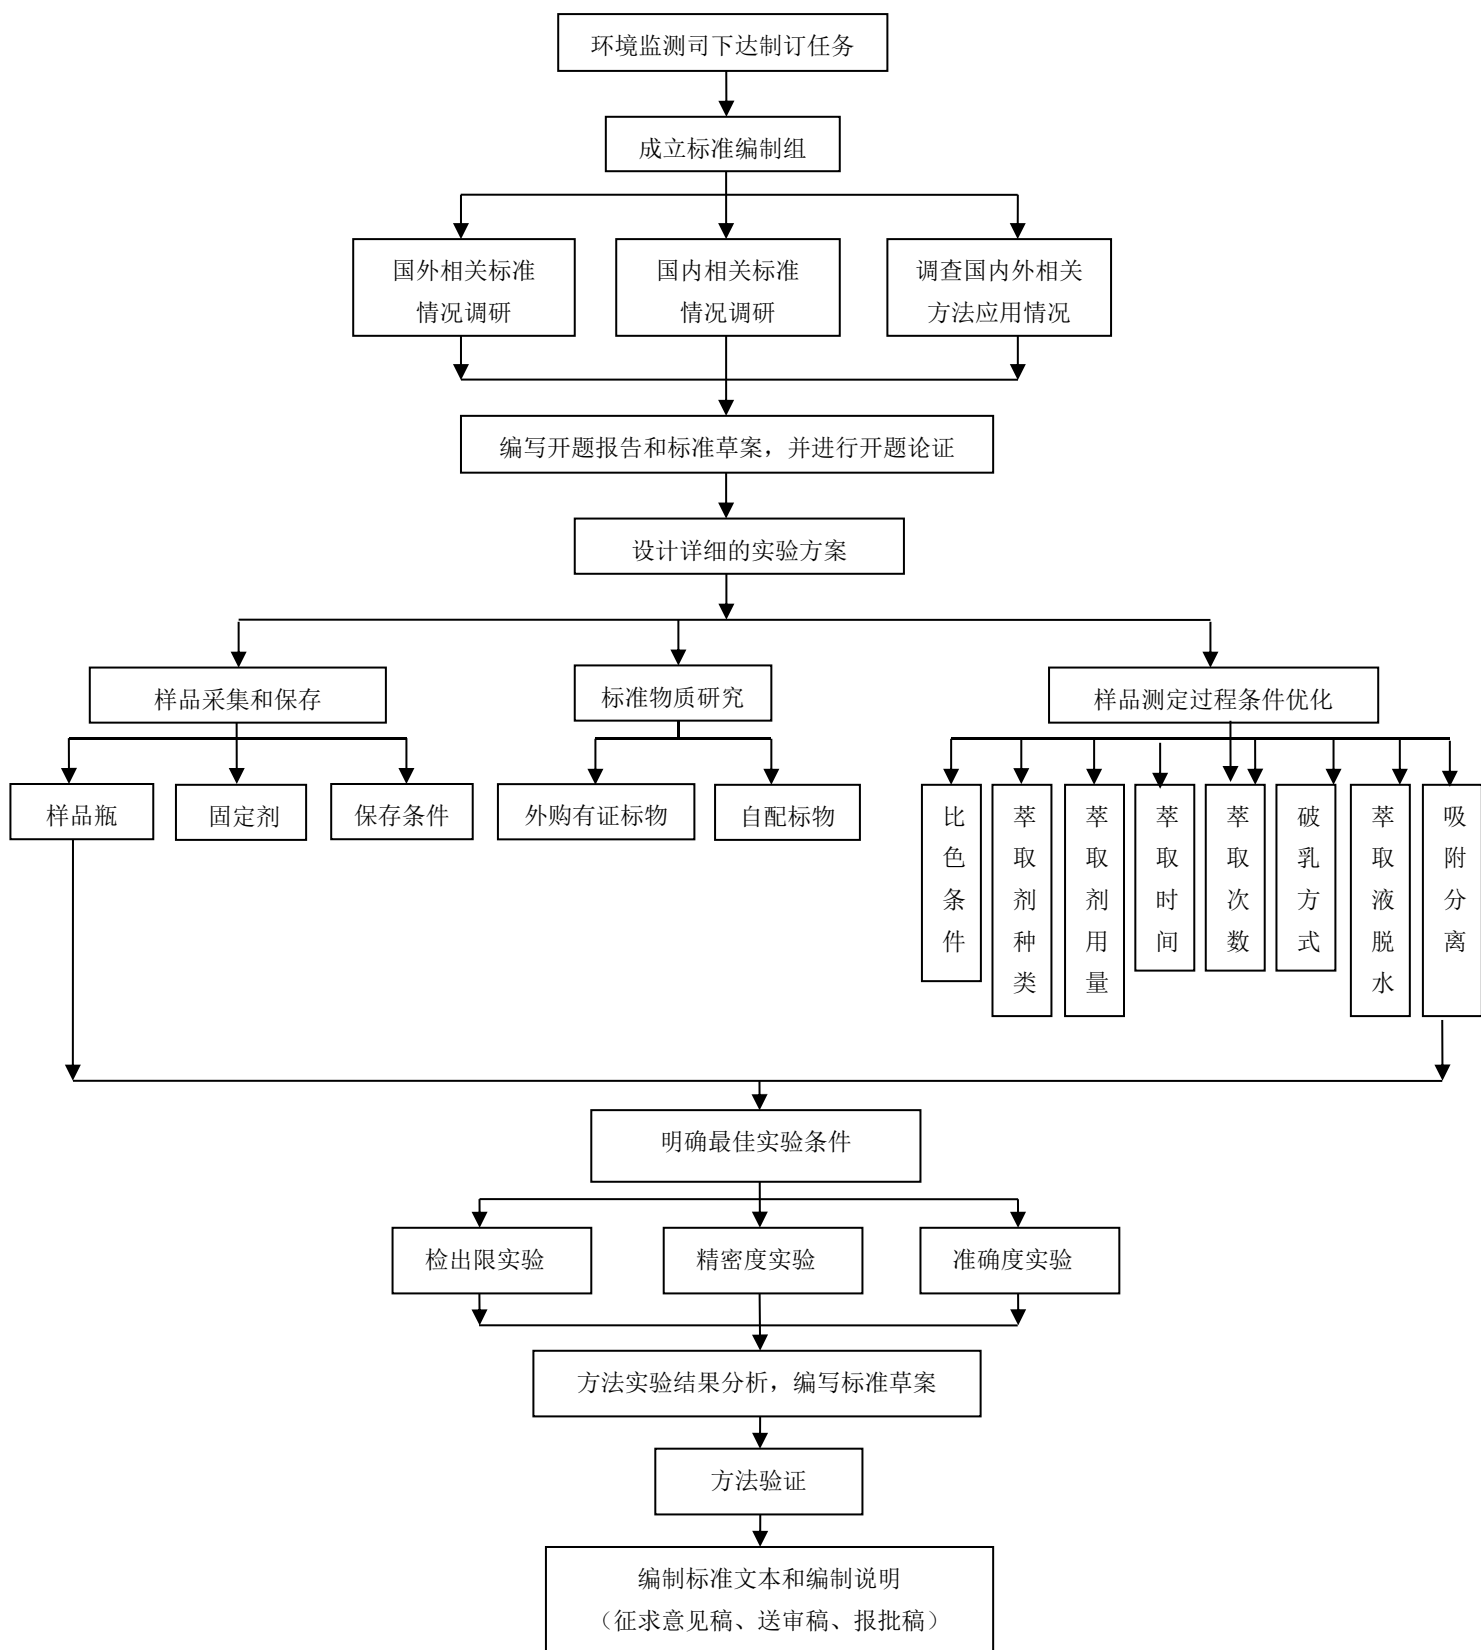 环境监测司下达制订任务
成立标准编制组
国外相关标准
情况调研
国内相关标准
情况调研
调查国内外相关
方法应用情况
编写开题报告和标准草案，并进行开题论证
设计详细的实验方案
样品采集和保存
标准物质研究
样品测定过程条件优化
样品瓶
固定剂
保存条件
外购有证标物
自配标物
比色条件
萃取剂种类
萃取剂用量
萃取时间
萃取次数
破乳方式
萃取液脱水
吸附分离
明确最佳实验条件
检出限实验
精密度实验
准确度实验
方法实验结果分析，编写标准草案
方法验证
编制标准文本和编制说明
（征求意见稿、送审稿、报批稿）